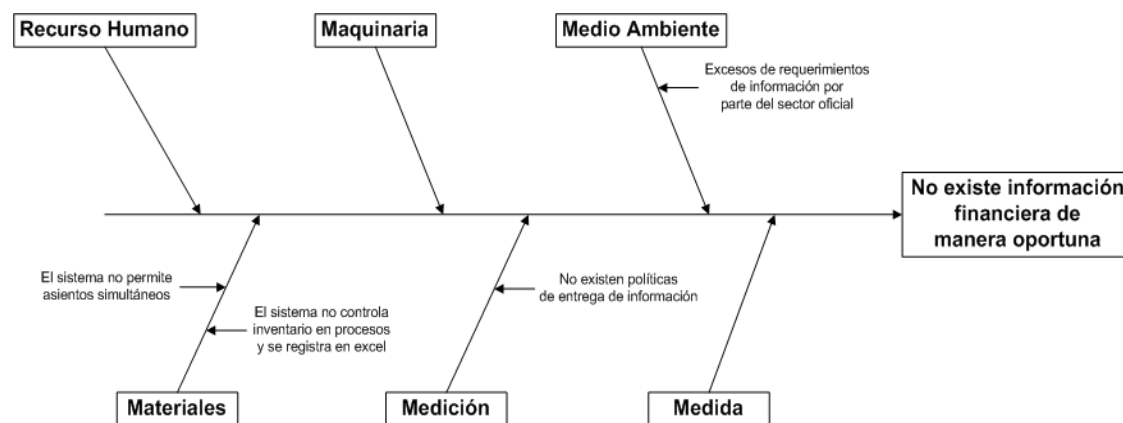 Recurso Humano
Maquinaria
Medio Ambiente
Excesos de requerimientos
de información por
parte del sector oficial
No existe información
financiera de
manera oportuna
El sistema no permite
asientos simultáneos
El sistema no controla
inventario en procesos
y se registra en excel
No existen políticas
de entrega de información
Materiales
Medición
Medida